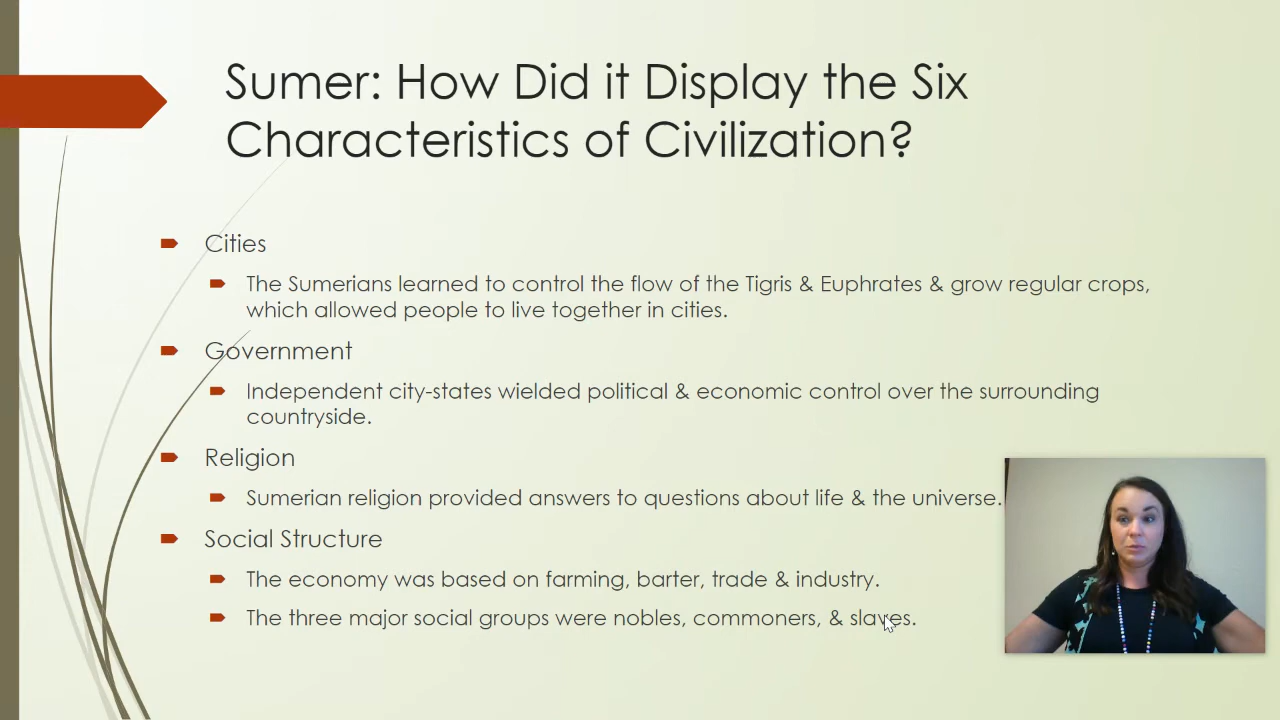 Sumer: How Did it Display the Six
Characteristics of Civilization?
Cities
The Sumerians learned to control the flow of the Tigris & Euphrates & grow regular crops,
which allowed people to live together in cities.
Government
Independent city-states wielded political & economic control over the surrounding
countryside.
Religion
Sumerian religion provided answers to questions about life & the universe.
Social Structure
The economy was based on farming, barter, trade & industry.
The three major social groups were nobles, commoners, & slaves.